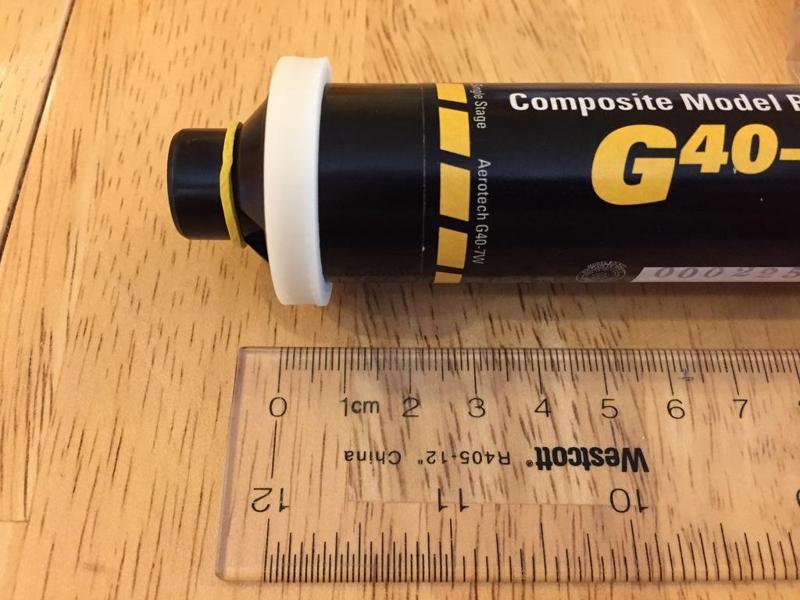 Composite Model
G40-
Single Stage
Aerotech G40-7W
0 1cm 2 3 4 5 6 7
Westcott® R405-12" China
12 11 10